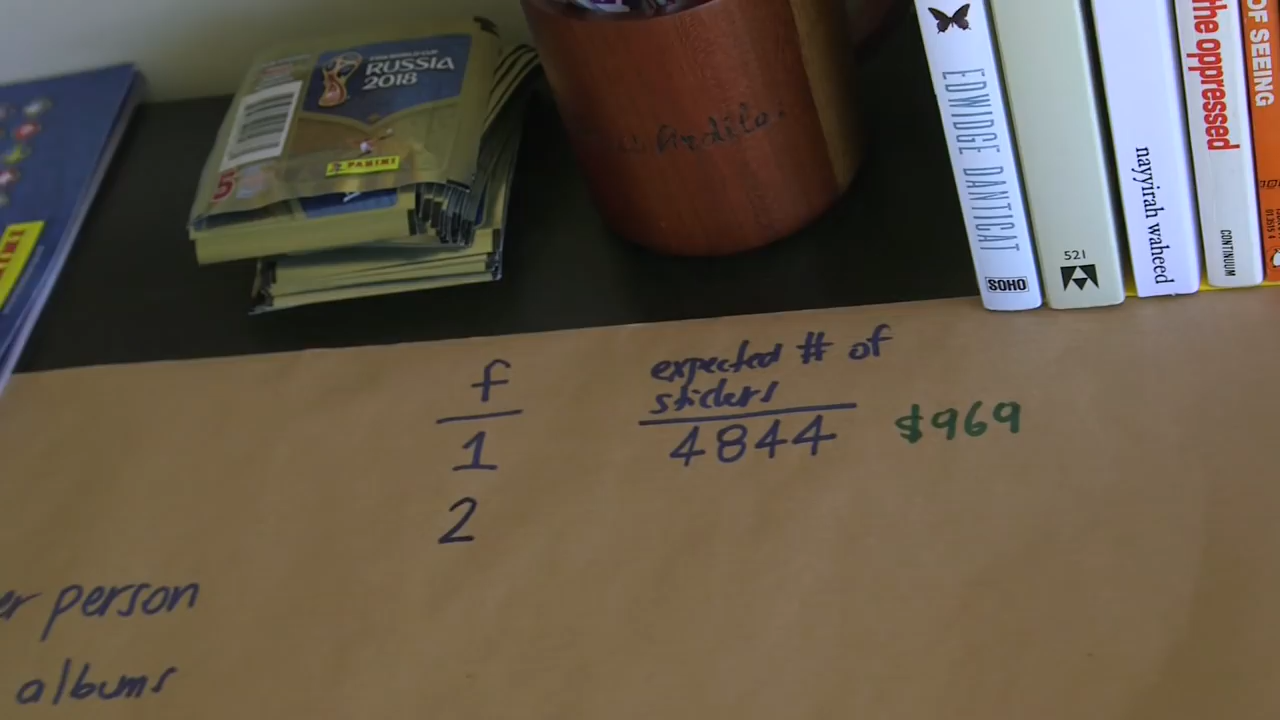 RUSSIA
2018
PANINI
5
EDWIDGE DANTICAT
SOHO
521
nayyirah waheed
the oppressed
CONTINUUM
OF SEEING
f
expected # of
stickers
1 4844 $969
2
er person
albums